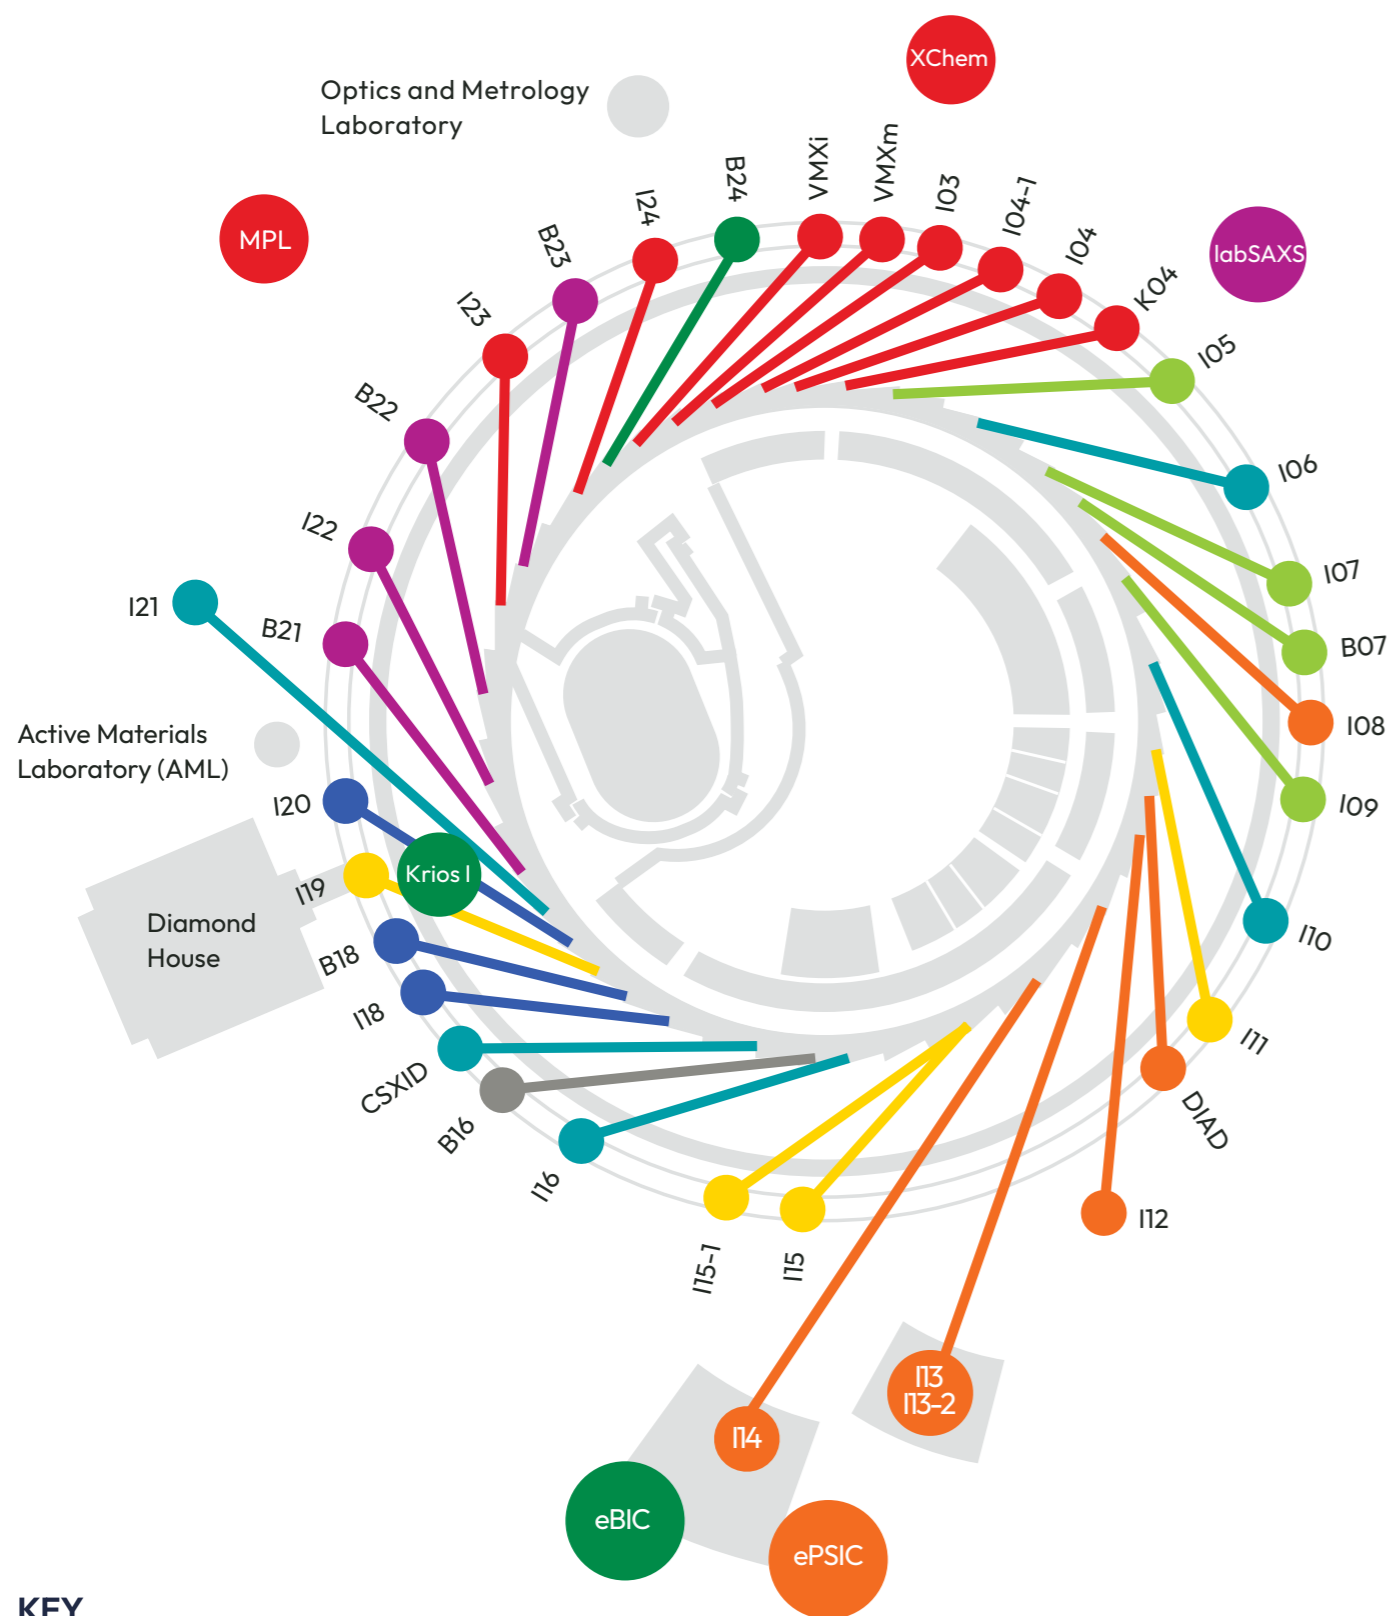 XChem
Optics and Metrology
Laboratory
MPL
I23
B23
I24
B24
VMXi
VMXm
I03
I04-1
I04
K04
labSAXS
I05
I06
I07
B07
I08
I09
I10
I11
DIAD
I12
I13
I13-2
I14
eBIC
ePSIC
I15
I15-1
I16
B16
CSXID
I18
B18
I19
Krios I
I20
Diamond
House
Active Materials
Laboratory (AML)
B21
I21
I22
B22
KEY